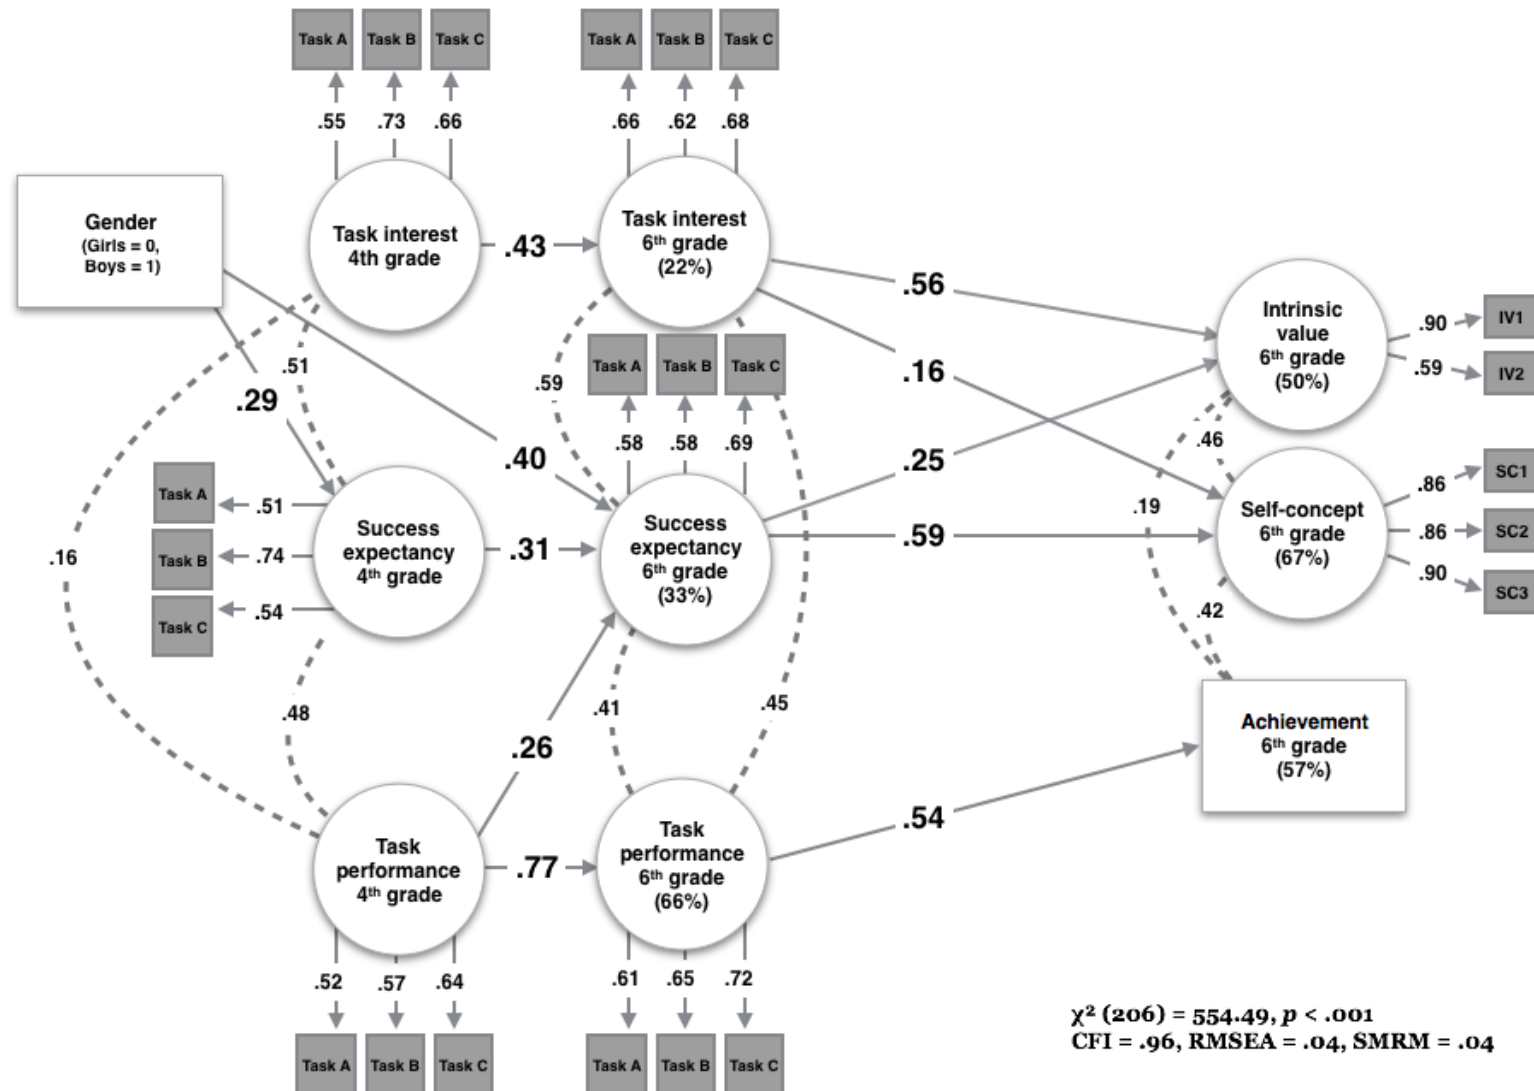 Task A Task B Task C
Task A Task B Task C
.55 .73 .66
.66 .62 .68
Gender
(Girls = 0,
Boys = 1)
Task interest
4th grade
.43
Task interest
6th grade
(22%)
.56
.16
Intrinsic
value
6th grade
(50%)
.90
IV1
.59
IV2
.51
.29
.59
Task A Task B Task C
.40
.58 .58 .69
.25
.46
.19
Task A
.51
Task B
.74
Task C
.54
Success
expectancy
4th grade
.31
Success
expectancy
6th grade
(33%)
.59
Self-concept
6th grade
(67%)
.86
SC1
.86
SC2
.90
SC3
.16
.42
.48
.41
.45
.26
Achievement
6th grade
(57%)
.54
Task
performance
4th grade
.77
Task
performance
6th grade
(66%)
.52 .57 .64
.61 .65 .72
Task A Task B Task C
Task A Task B Task C
χ² (206) = 554.49, p < .001
CFI = .96, RMSEA = .04, SMRM = .04